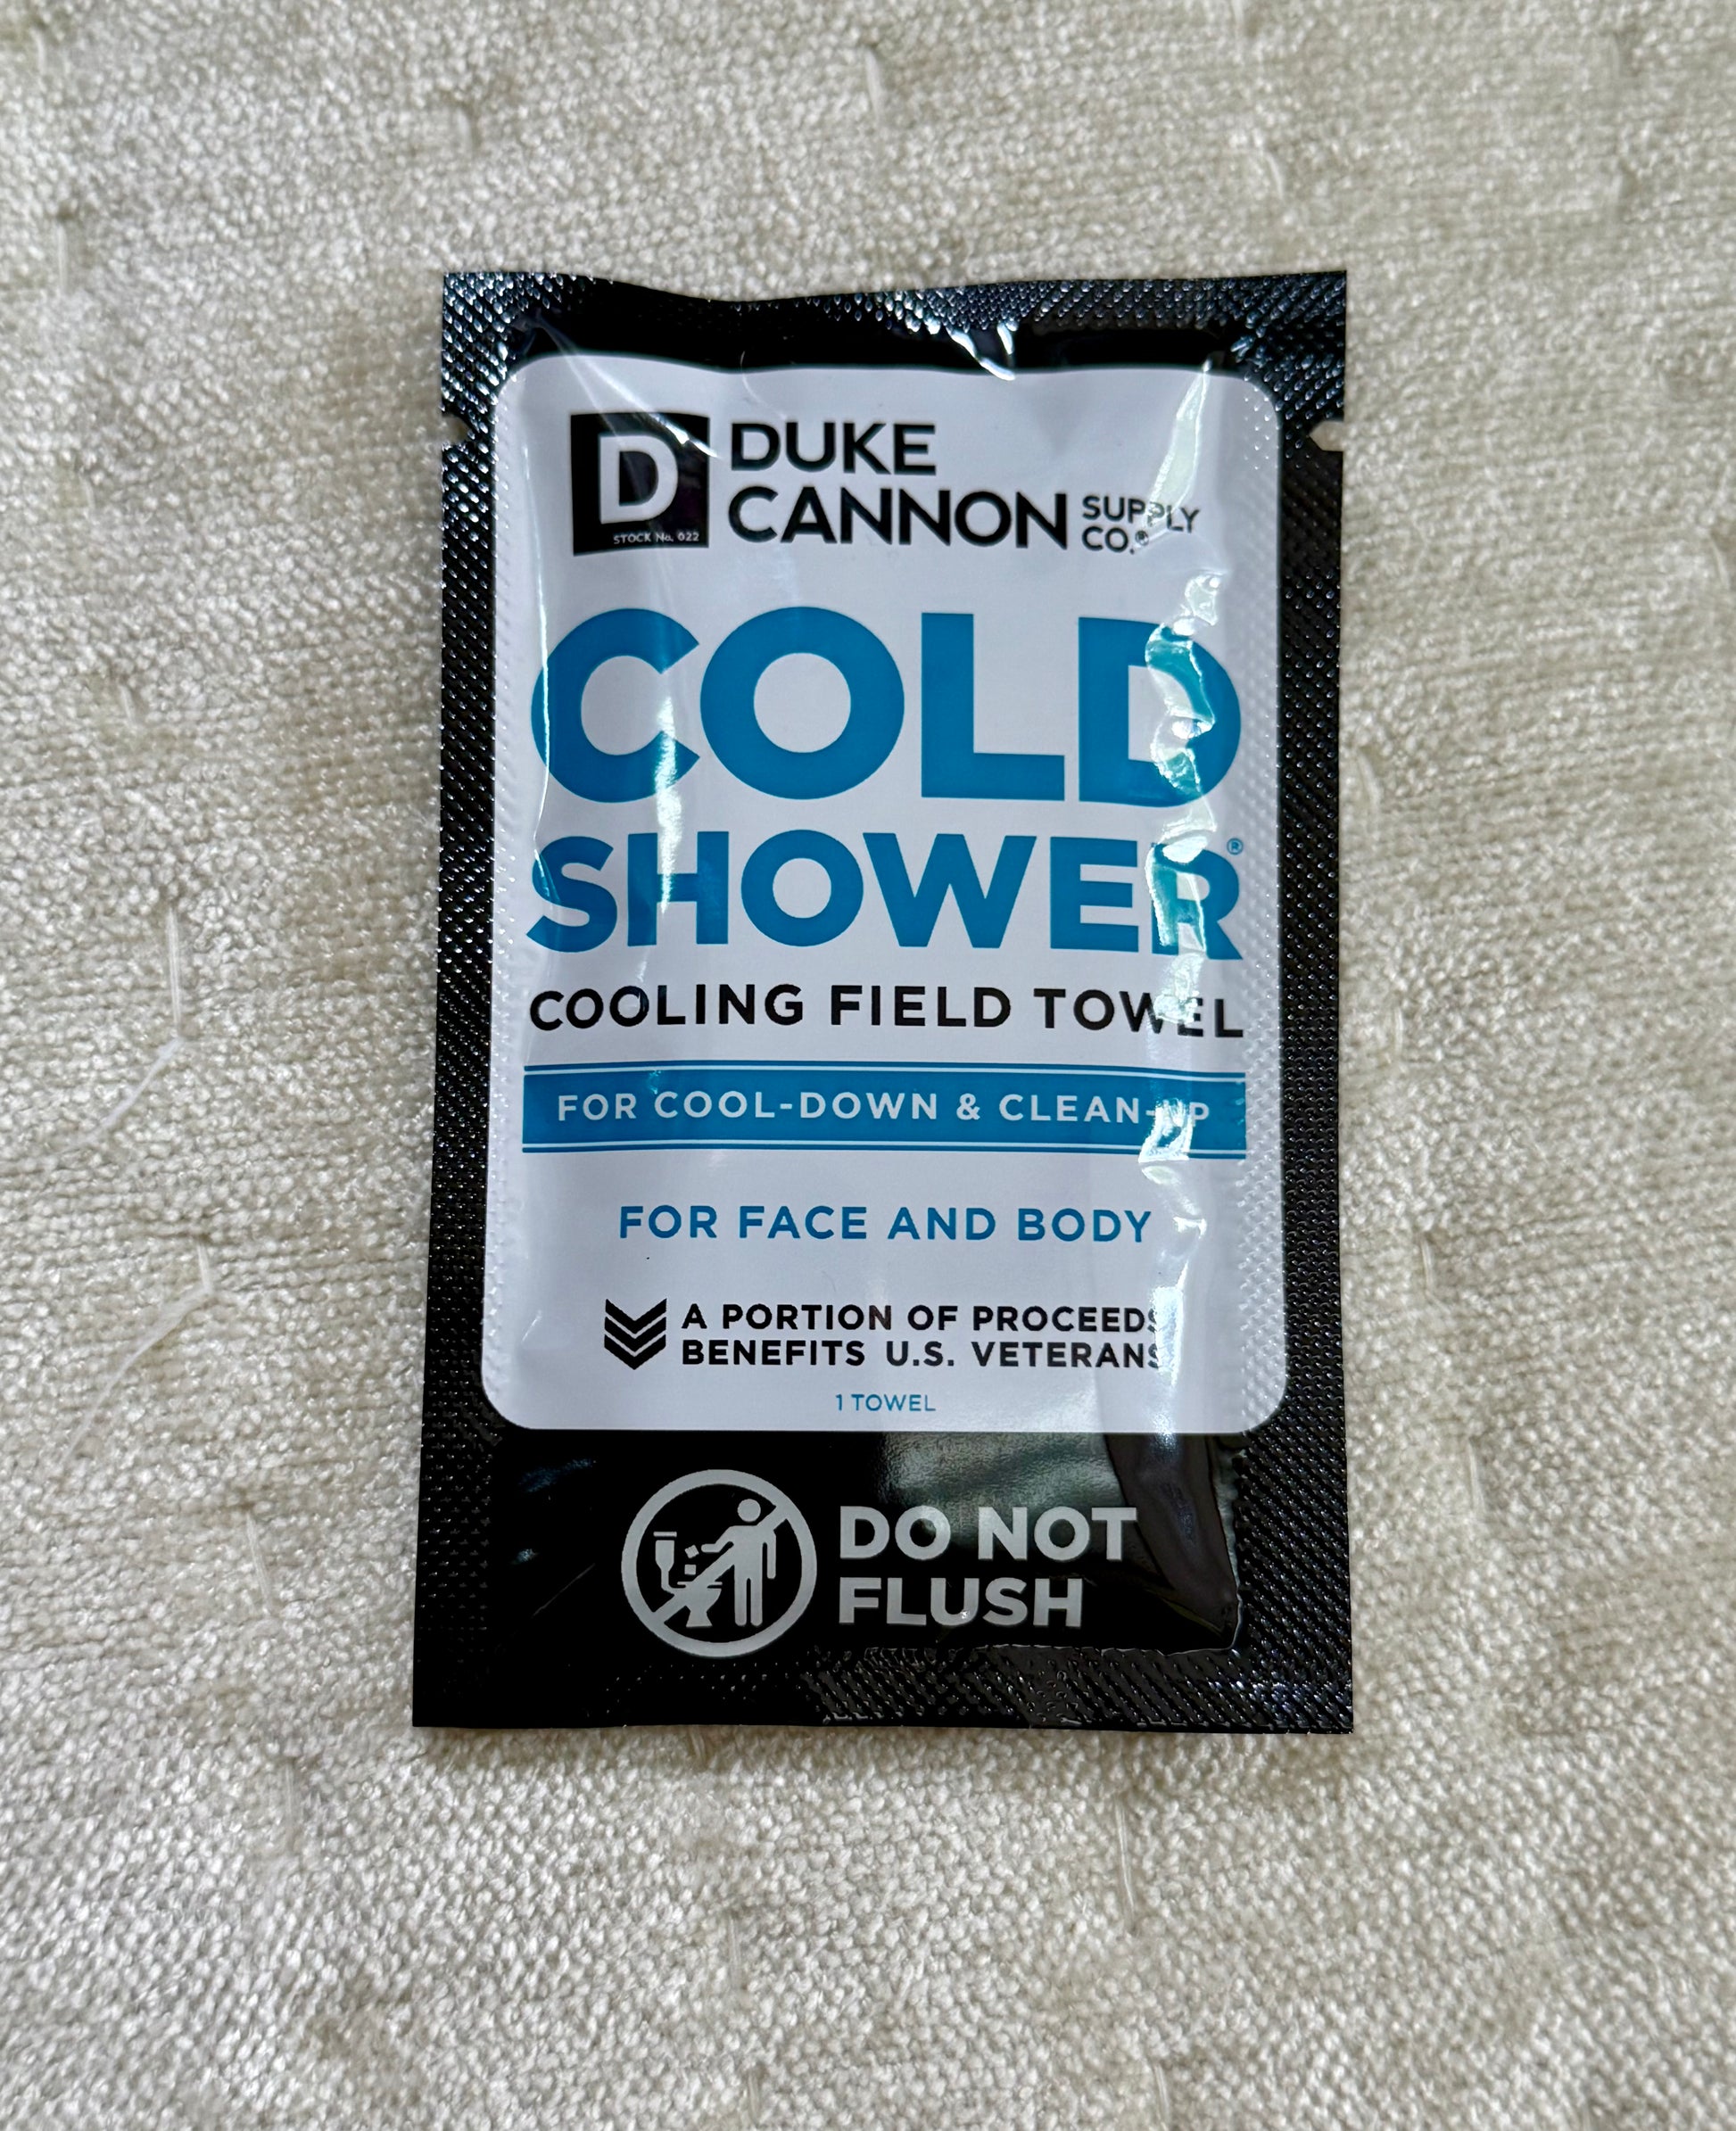 D
STOCK No. 022
DUKE
CANNON
SUPPLY
CO.®
COLD
SHOWER®
COOLING FIELD TOWEL
FOR COOL-DOWN & CLEAN-UP
FOR FACE AND BODY
A PORTION OF PROCEEDS
BENEFITS U.S. VETERANS
1 TOWEL
DO NOT
FLUSH